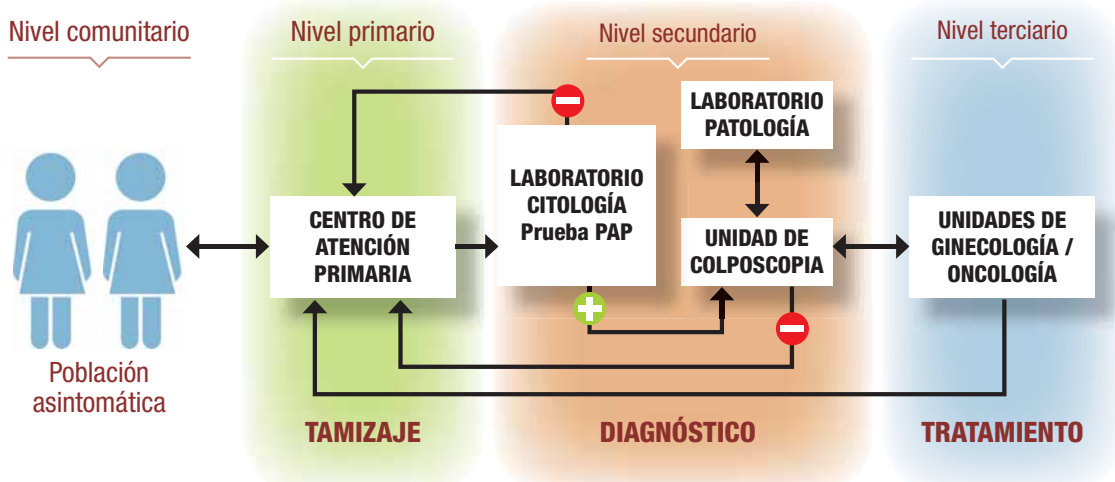 Nivel comunitario
Nivel primario
Nivel secundario
Nivel terciario
LABORATORIO
PATOLOGÍA
LABORATORIO
CITOLOGÍA
Prueba PAP
CENTRO DE
ATENCIÓN
PRIMARIA
UNIDAD DE
COLPOSCOPIA
UNIDADES DE
GINECOLOGÍA /
ONCOLOGÍA
Población
asintomática
TAMIZAJE
DIAGNÓSTICO
TRATAMIENTO